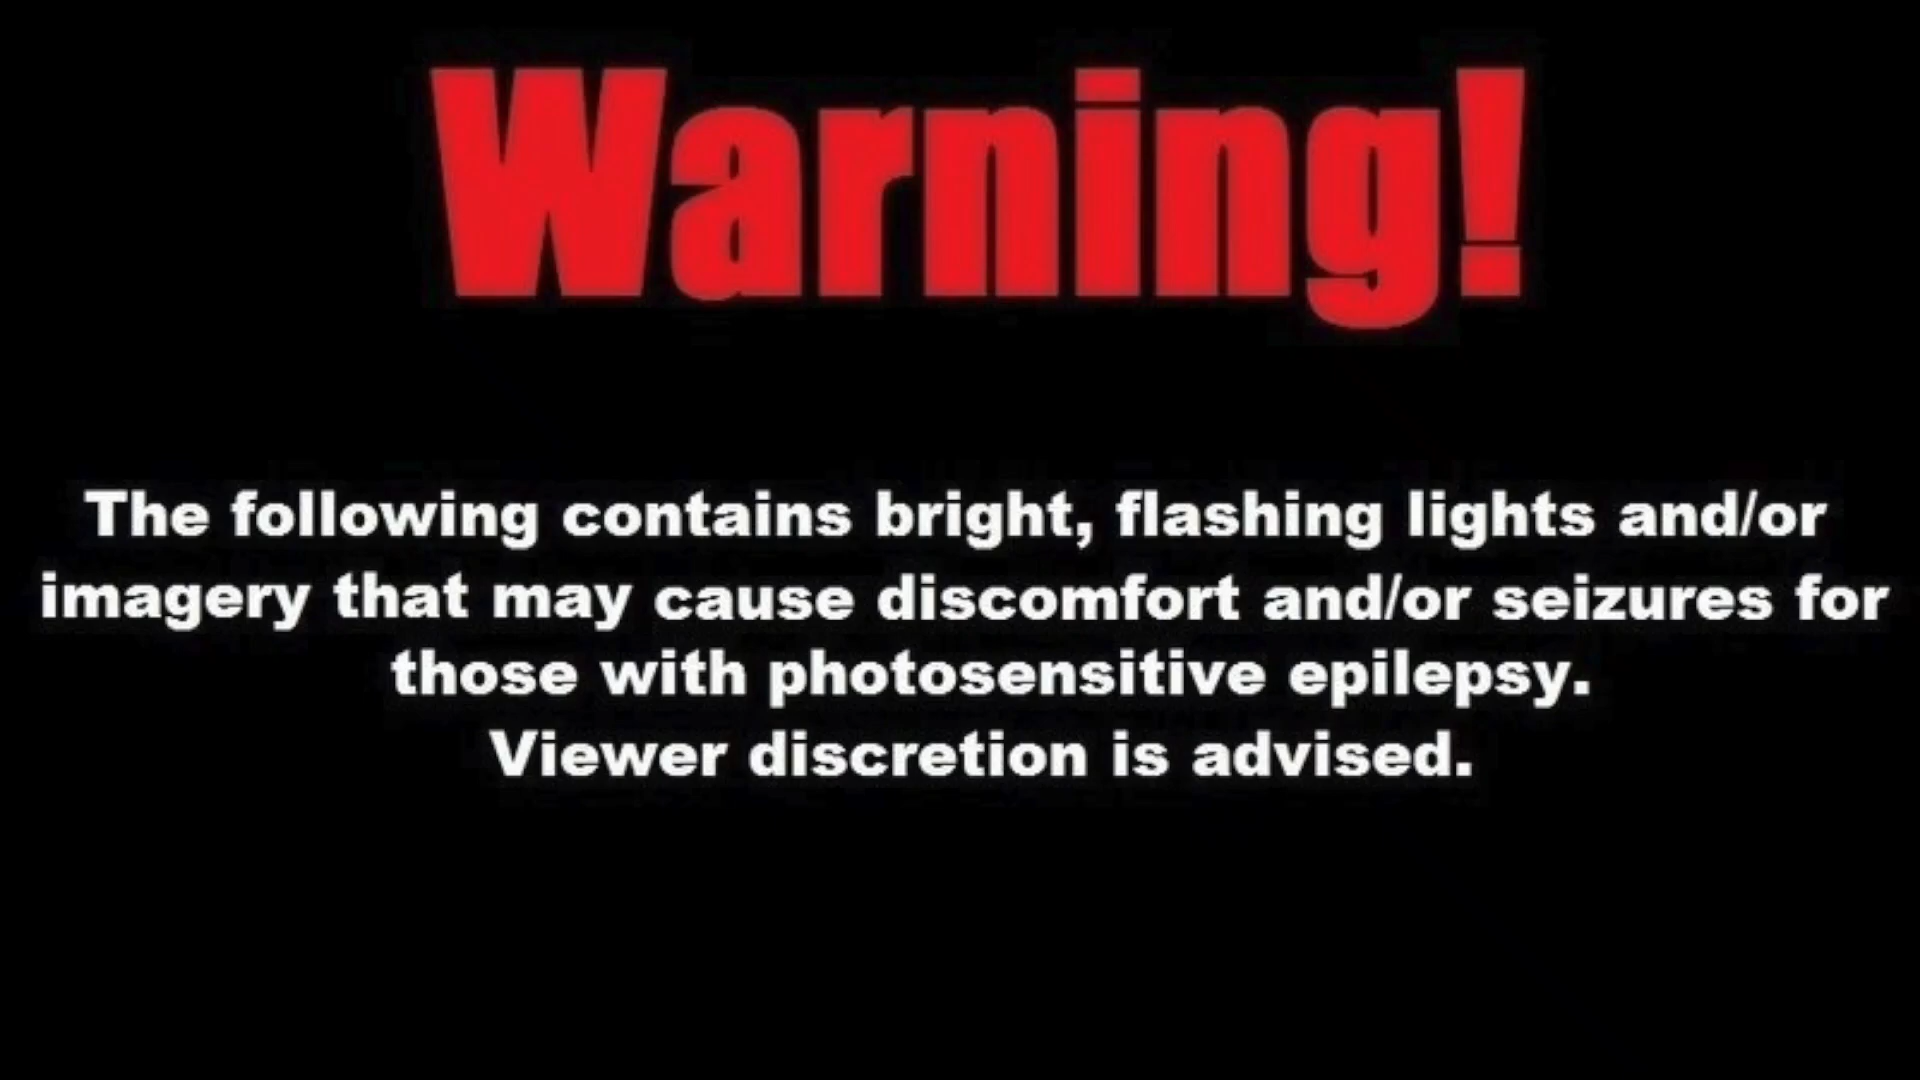 Warning!
The following contains bright, flashing lights and/or
imagery that may cause discomfort and/or seizures for
those with photosensitive epilepsy.
Viewer discretion is advised.